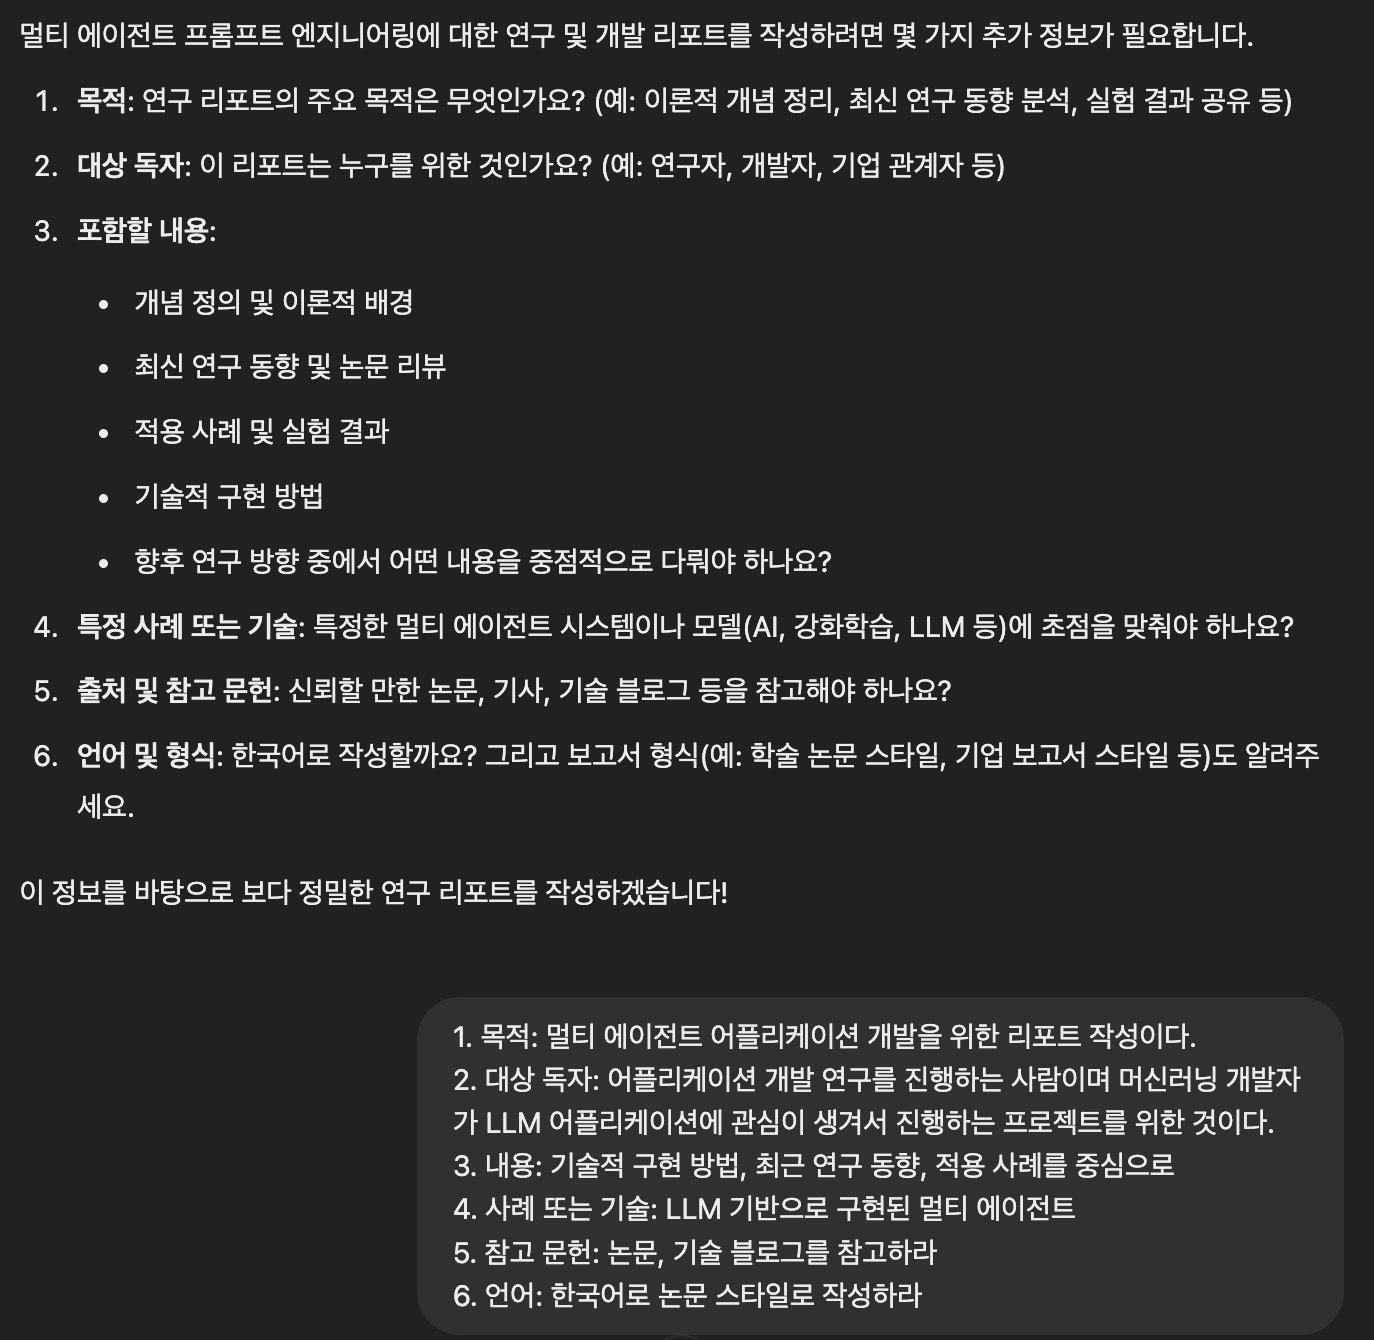 멀티 에이전트 프롬프트 엔지니어링에 대한 연구 및 개발 리포트를 작성하려면 몇 가지 추가 정보가 필요합니다.
1. 목적: 연구 리포트의 주요 목적은 무엇인가요? (예: 이론적 개념 정리, 최신 연구 동향 분석, 실험 결과 공유 등)
2. 대상 독자: 이 리포트는 누구를 위한 것인가요? (예: 연구자, 개발자, 기업 관계자 등)
3. 포함할 내용:
• 개념 정의 및 이론적 배경
• 최신 연구 동향 및 논문 리뷰
• 적용 사례 및 실험 결과
• 기술적 구현 방법
• 향후 연구 방향 중에서 어떤 내용을 중점적으로 다뤄야 하나요?
4. 특정 사례 또는 기술: 특정한 멀티 에이전트 시스템이나 모델(AI, 강화학습, LLM 등)에 초점을 맞춰야 하나요?
5. 출처 및 참고 문헌: 신뢰할 만한 논문, 기사, 기술 블로그 등을 참고해야 하나요?
6. 언어 및 형식: 한국어로 작성할까요? 그리고 보고서 형식(예: 학술 논문 스타일, 기업 보고서 스타일 등)도 알려주
세요.
이 정보를 바탕으로 보다 정밀한 연구 리포트를 작성하겠습니다!
1. 목적: 멀티 에이전트 어플리케이션 개발을 위한 리포트 작성이다.
2. 대상 독자: 어플리케이션 개발 연구를 진행하는 사람이며 머신러닝 개발자
가 LLM 어플리케이션에 관심이 생겨서 진행하는 프로젝트를 위한 것이다.
3. 내용: 기술적 구현 방법, 최근 연구 동향, 적용 사례를 중심으로
4. 사례 또는 기술: LLM 기반으로 구현된 멀티 에이전트
5. 참고 문헌: 논문, 기술 블로그를 참고하라
6. 언어: 한국어로 논문 스타일로 작성하라